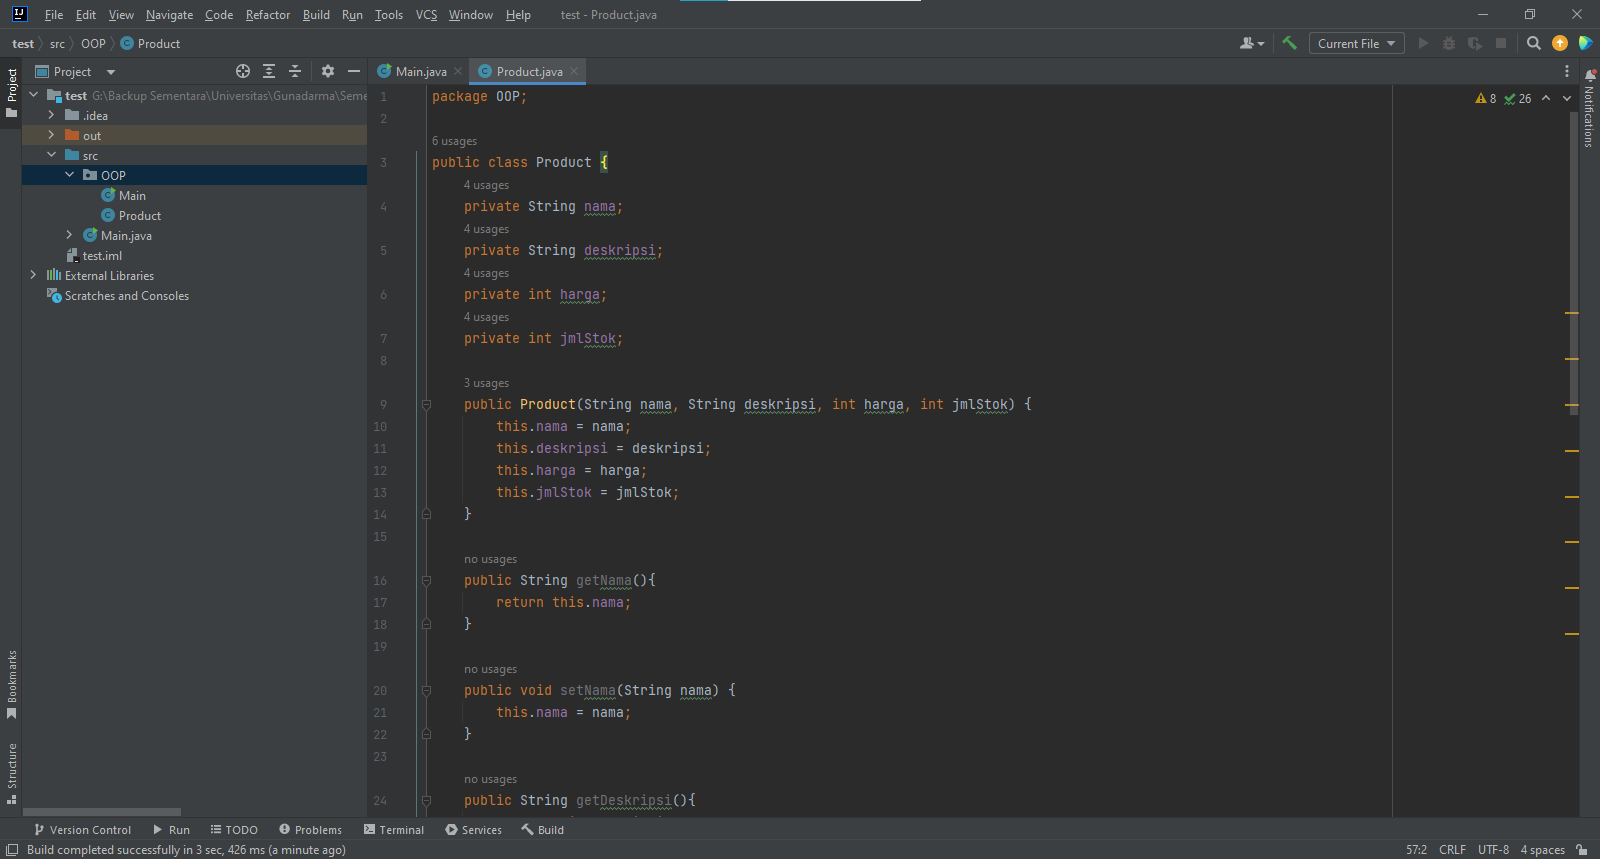 File Edit View Navigate Code Refactor Build Run Tools VCS Window Help test - Product.java
test src OOP Product Current File
Project Main.java Product.java
test G:\Backup Sementara\Universitas\Gunadarma\Seme
.idea
out
src
OOP
Main
Product
Main.java
test.iml
External Libraries
Scratches and Consoles
Project
Bookmarks
Structure
Notifications
8 26
1 package OOP;
2
6 usages
3 public class Product {
4 usages
4 private String nama;
4 usages
5 private String deskripsi;
4 usages
6 private int harga;
4 usages
7 private int jmlStok;
8
3 usages
9 public Product(String nama, String deskripsi, int harga, int jmlStok) {
10 this.nama = nama;
11 this.deskripsi = deskripsi;
12 this.harga = harga;
13 this.jmlStok = jmlStok;
14 }
15
no usages
16 public String getNama(){
17 return this.nama;
18 }
19
no usages
20 public void setNama(String nama) {
21 this.nama = nama;
22 }
23
no usages
24 public String getDeskripsi(){
Version Control Run TODO Problems Terminal Services Build
Build completed successfully in 3 sec, 426 ms (a minute ago) 57:2 CRLF UTF-8 4 spaces